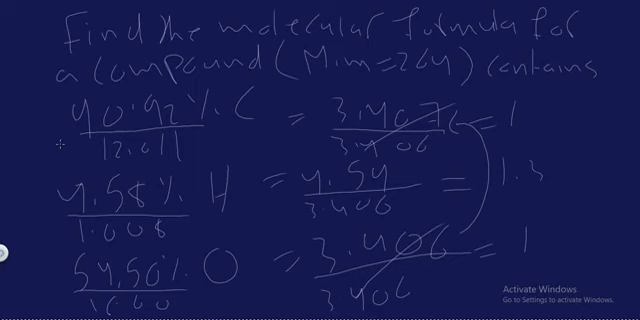 Find the molecular formula for
a compound (M.m=264) contains
40.92 % C = 3.4076 = 1
12.011 3.406
4.58 % H = 4.54 = 1.3
1.008 3.406
54.50 % O = 3.406 = 1
16.00 3.406
Activate Windows
Go to Settings to activate Windows.